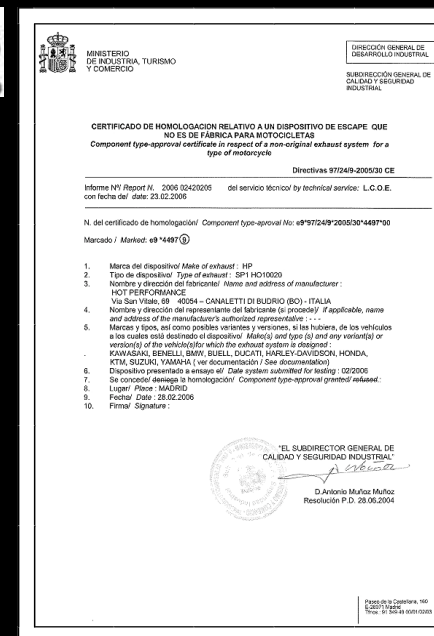 MINISTERIO
DE INDUSTRIA, TURISMO
Y COMERCIO
DIRECCIÓN GENERAL DE
DESARROLLO INDUSTRIAL
SUBDIRECCIÓN GENERAL DE
CALIDAD Y SEGURIDAD
INDUSTRIAL
CERTIFICADO DE HOMOLOGACION RELATIVO A UN DISPOSITIVO DE ESCAPE QUE
NO ES DE FÁBRICA PARA MOTOCICLETAS
Component type-approval certificate in respect of a non-original exhaust system for a
type of motorcycle
Directivas 97/24/9-2005/30 CE
Informe Nº/ Report N. 2006 02420205 del servicio técnico/ by technical service: L.C.O.E.
con fecha de/ date: 23.02.2006
N. del certificado de homologación/ Component type-aproval No: e9*97/24/9*2005/30*4497*00
Marcado / Marked: e9 *4497 9
1. Marca del dispositivo/ Make of exhaust : HP
2. Tipo de dispositivo/ Type of exhaust : SP1 HO10020
3. Nombre y dirección del fabricante/ Name and address of manufacturer :
HOT PERFORMANCE
Via San Vitale, 69 40054 – CANALETTI DI BUDRIO (BO) - ITALIA
4. Nombre y dirección del representante del fabricante (si procede)/ if applicable, name
and address of the manufacturer's authorized representative : - - -
5. Marcas y tipos, así como posibles variantes y versiones, si las hubiera, de los vehículos
a los cuales está destinado el dispositivo/ Make(s) and type (s) and any variant(s) or
version(s) of the vehicle(s)for which the exhaust system is designed :
. KAWASAKI, BENELLI, BMW, BUELL, DUCATI, HARLEY-DAVIDSON, HONDA,
KTM, SUZUKI, YAMAHA ( ver documentación / See documentation)
6. Dispositivo presentado a ensayo el/ Date system submitted for testing : 02/2006
7. Se concede/ deniega la homologación/ Component type-approval granted/ refused.:
8. Lugar/ Place : MADRID
9. Fecha/ Date : 28.02.2006
10. Firma/ Signature :
"EL SUBDIRECTOR GENERAL DE
CALIDAD Y SEGURIDAD INDUSTRIAL"
D.Antonio Muñoz Muñoz
Resolución P.D. 28.06.2004
Paseo de la Castellana, 160
E-28071 Madrid